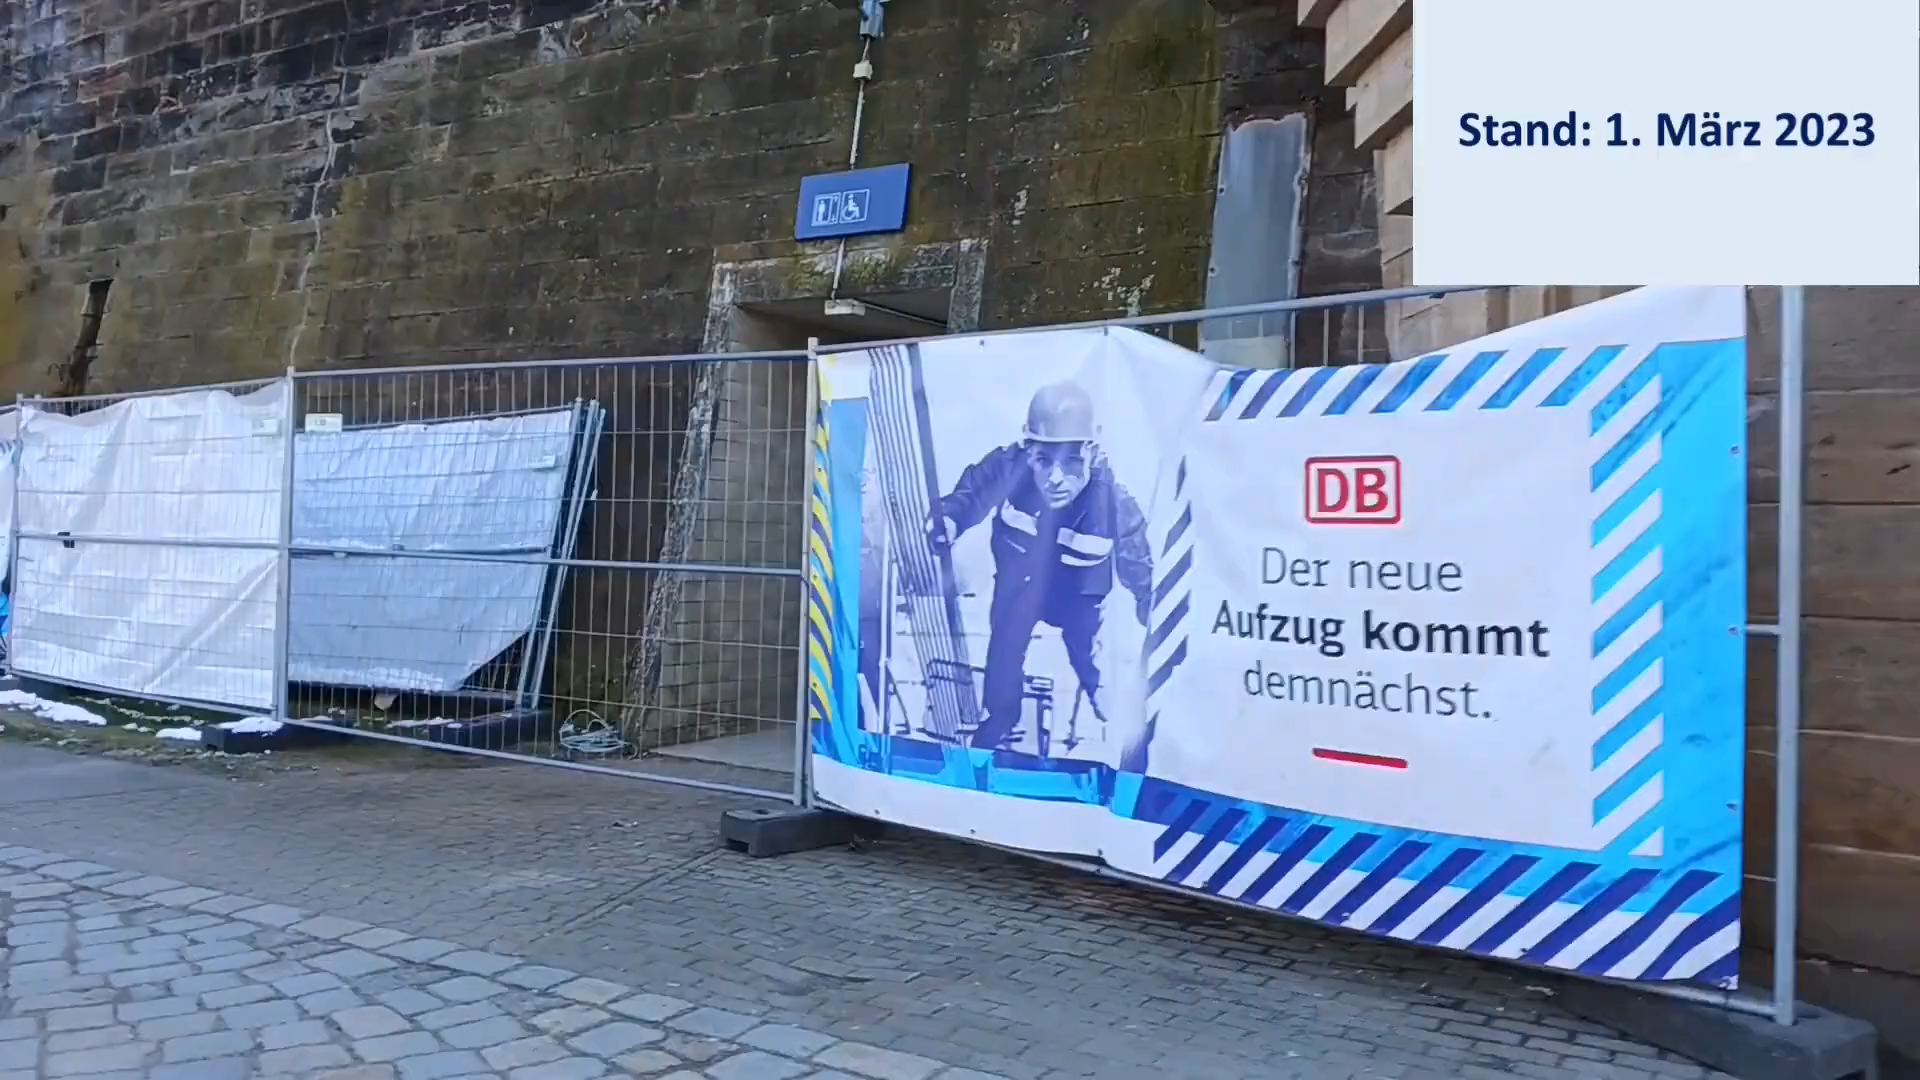 Stand: 1. März 2023
DB
Der neue
Aufzug kommt
demnächst.